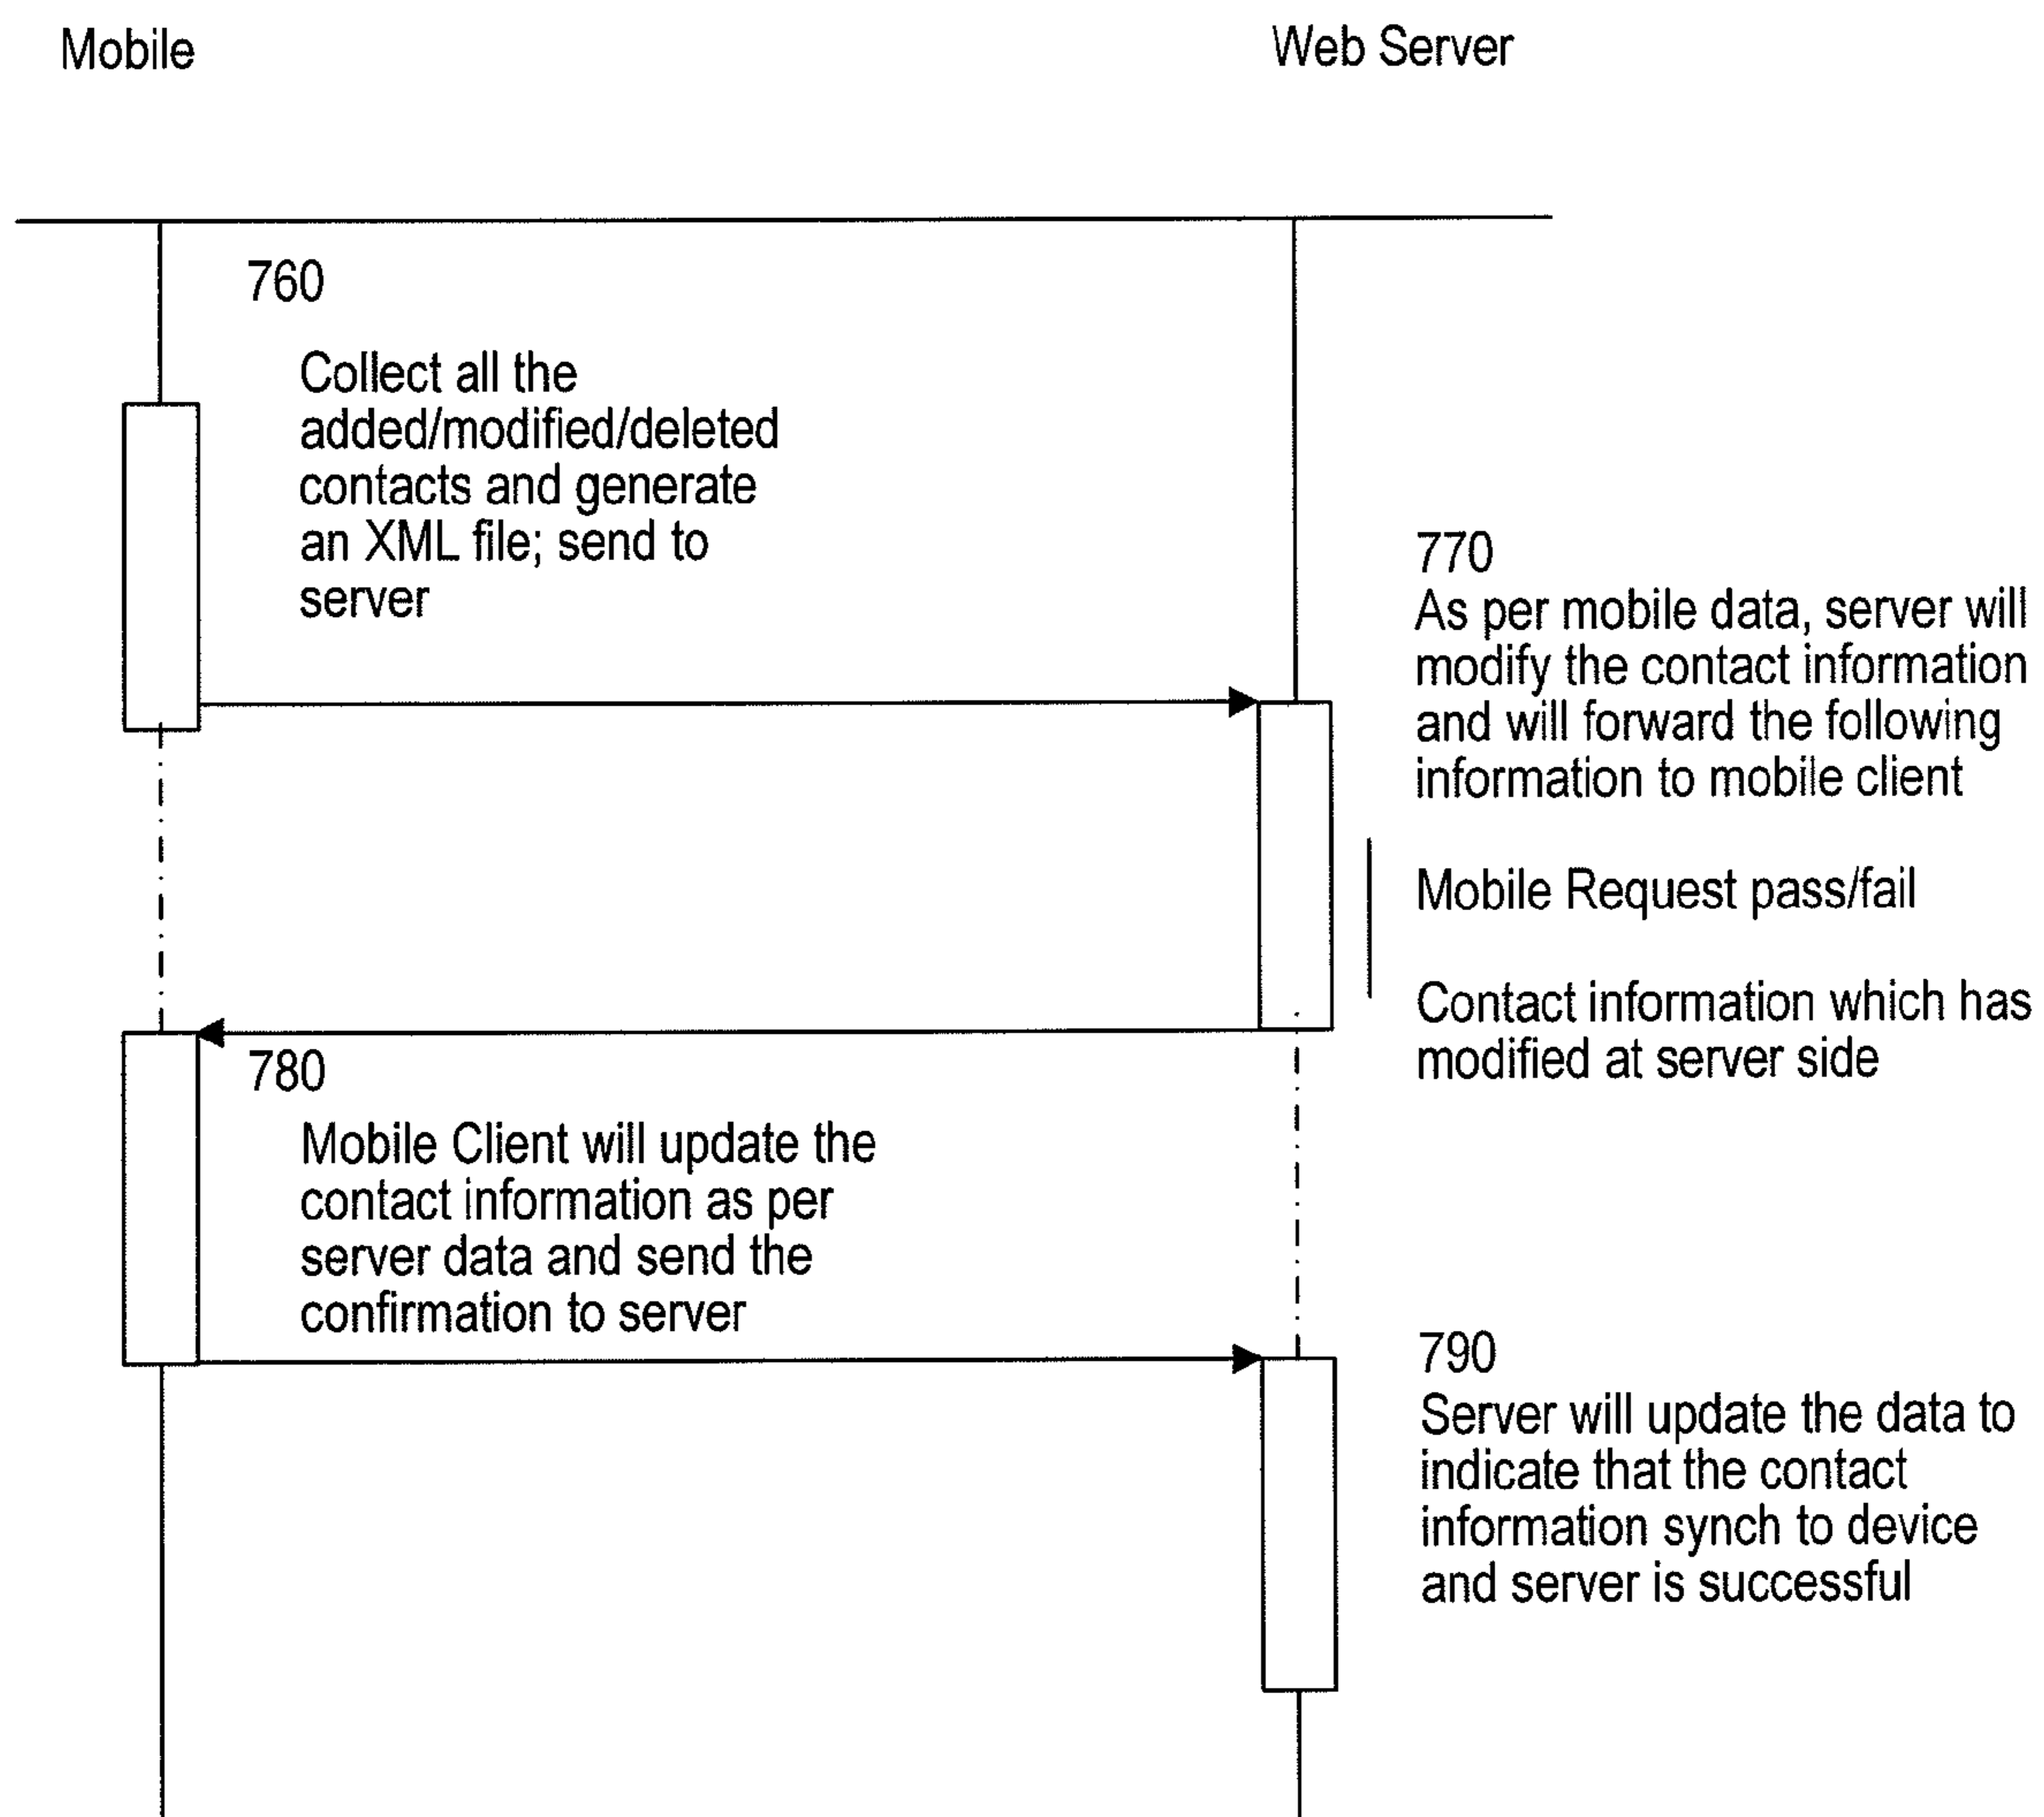 Mobile
Web Server
760
Collect all the
added/modified/deleted
contacts and generate
an XML file; send to
server
770
As per mobile data, server will
modify the contact information
and will forward the following
information to mobile client
Mobile Request pass/fail
Contact information which has
modified at server side
780
Mobile Client will update the
contact information as per
server data and send the
confirmation to server
790
Server will update the data to
indicate that the contact
information synch to device
and server is successful